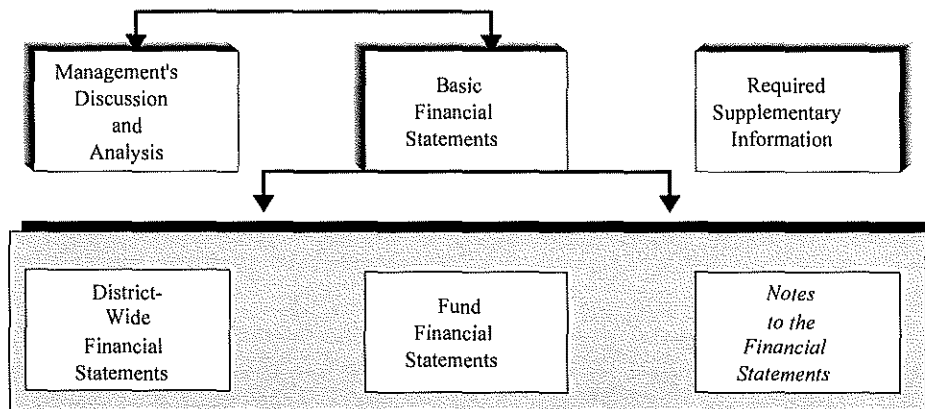 Management's
Discussion
and
Analysis
Basic
Financial
Statements
Required
Supplementary
Information
District-
Wide
Financial
Statements
Fund
Financial
Statements
Notes
to the
Financial
Statements